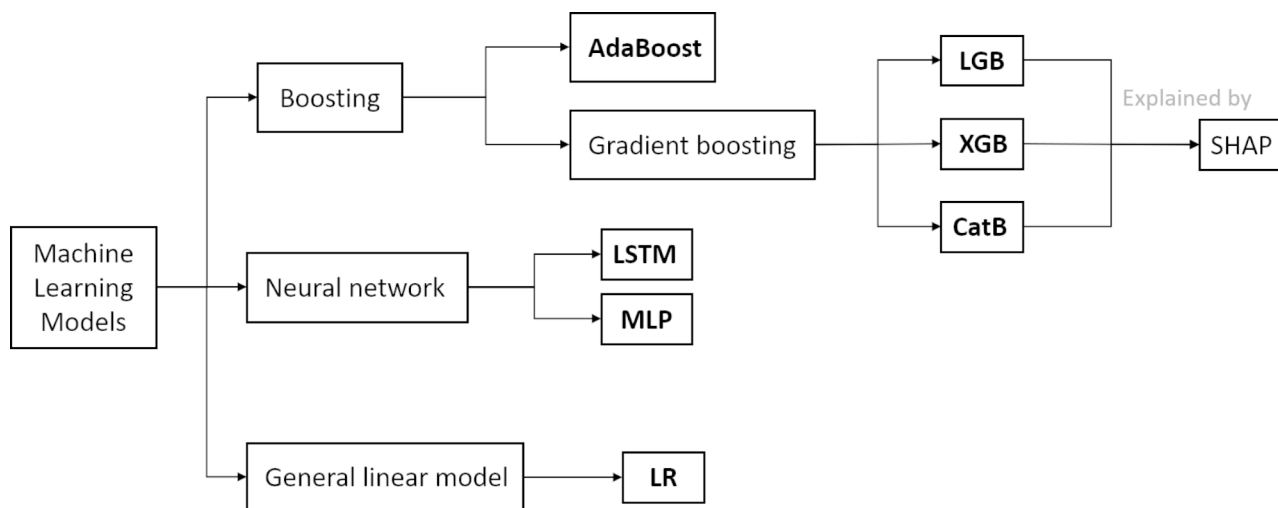 AdaBoost
LGB
Boosting
Explained by
Gradient boosting
XGB
SHAP
CatB
Machine
Learning
Models
LSTM
Neural network
MLP
General linear model
LR